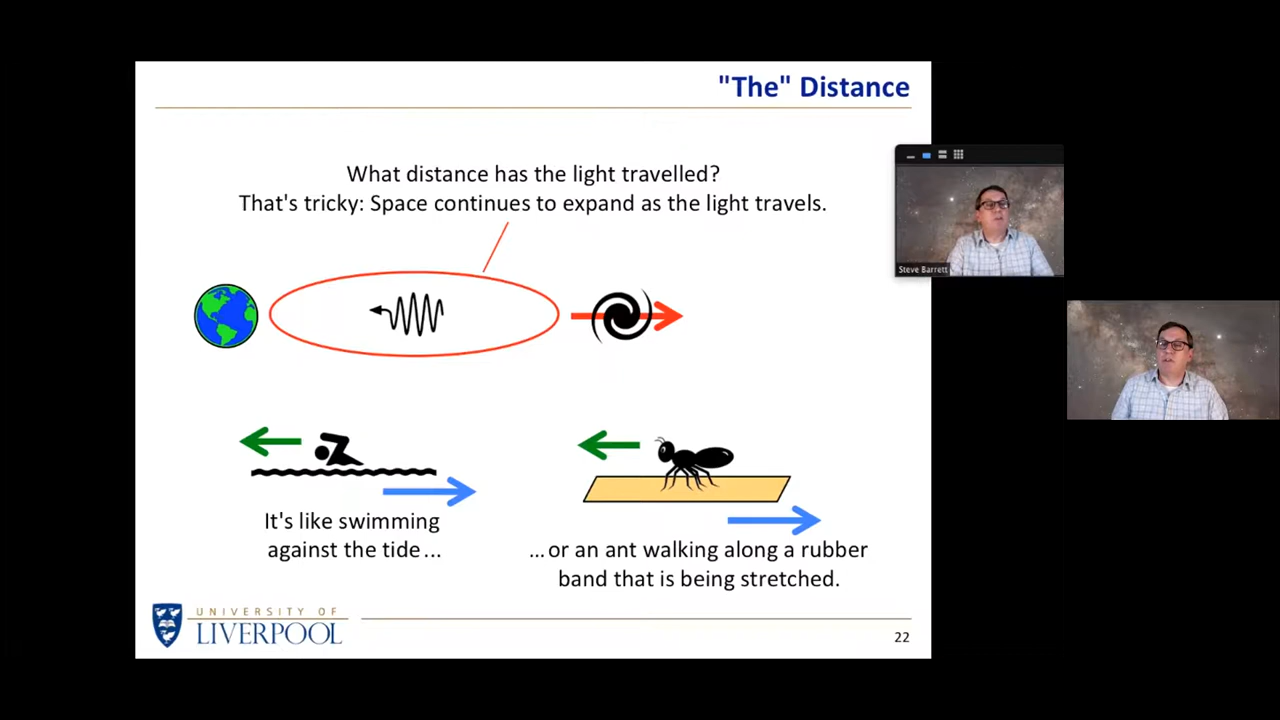 "The" Distance
What distance has the light travelled?
That's tricky: Space continues to expand as the light travels.
Steve Barrett
It's like swimming
against the tide...
...or an ant walking along a rubber
band that is being stretched.
UNIVERSITY OF
LIVERPOOL
22